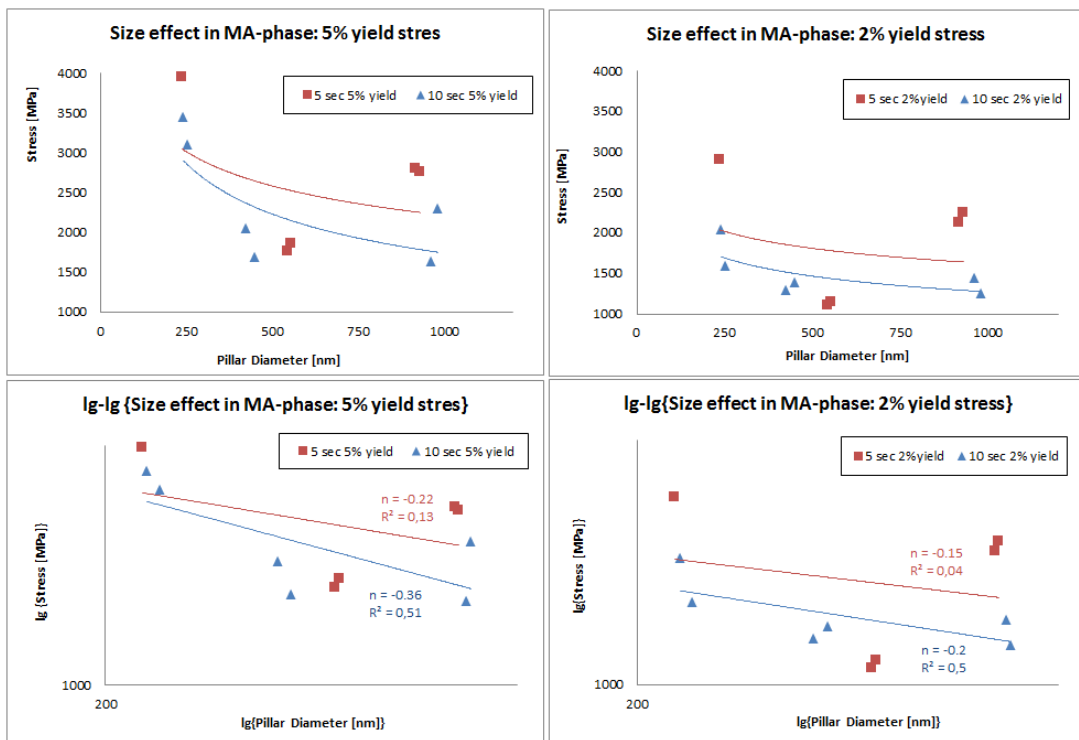 Size effect in MA-phase: 5% yield stres
5 sec 5% yield
10 sec 5% yield
Stress [MPa]
4000
3500
3000
2500
2000
1500
1000
0
250
500
750
1000
Pillar Diameter [nm]
Size effect in MA-phase: 2% yield stress
5 sec 2%yield
10 sec 2%yield
Stress [MPa]
4000
3500
3000
2500
2000
1500
1000
0
250
500
750
1000
Pillar Diameter [nm]
lg-lg {Size effect in MA-phase: 5% yield stres}
5 sec 5% yield
10 sec 5% yield
lg {Stress [MPa]}
n = -0.22
R² = 0,13
n = -0.36
R² = 0,51
1000
200
lg{Pillar Diameter [nm]}
lg-lg{Size effect in MA-phase: 2% yield stress}
5 sec 2%yield
10 sec 2%yield
lg{Stress [MPa]}
n = -0.15
R² = 0,04
n = -0.2
R² = 0,5
1000
200
lg{Pillar Diameter [nm]}